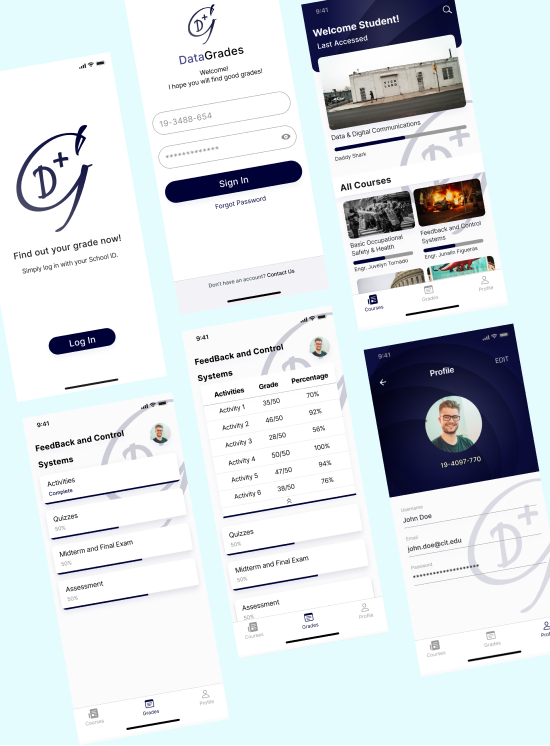 D+
Find out your grade now!
Simply log in with your School ID.
Log In
D+
DataGrades
Welcome!
I hope you will find good grades!
19-3488-654
*************
Sign In
Forgot Password
Don't have an account? Contact Us
9:41
Welcome Student!
Last Accessed
Data & Digital Communications
Daddy Shark
All Courses
Basic Occupational
Safety & Health
Engr. Juvelyn Tornado
Feedback and Control
Systems
Engr. Junelle Figueras
Courses
Grades
Profile
9:41
FeedBack and Control
Systems
Activities
Complete
Quizzes
50%
Midterm and Final Exam
50%
Assessment
50%
Courses
Grades
Profile
9:41
FeedBack and Control
Systems
Activities Grade Percentage
Activity 1 35/50 70%
Activity 2 46/50 92%
Activity 3 28/50 56%
Activity 4 50/50 100%
Activity 5 47/50 94%
Activity 6 38/50 76%
Quizzes
50%
Midterm and Final Exam
50%
Assessment
50%
Courses
Grades
Profile
9:41
Profile
EDIT
19-4097-770
Username
John Doe
Email
john.doe@cit.edu
Password
********************
D+
Courses
Grades